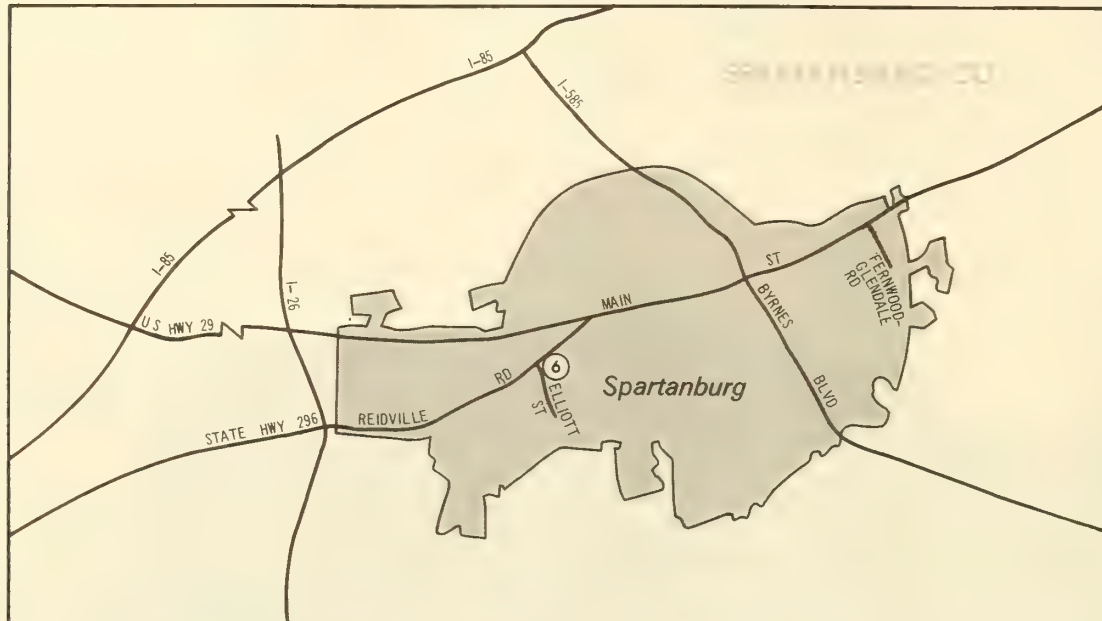 I-85
I-585
I-85
I-26
US HWY 29
MAIN
ST
FERNWOOD-
GLENDALE
RD
BYRNES
BLVD
6
RD
ELLIOTT
ST
Spartanburg
REIDVILLE
STATE HWY 296